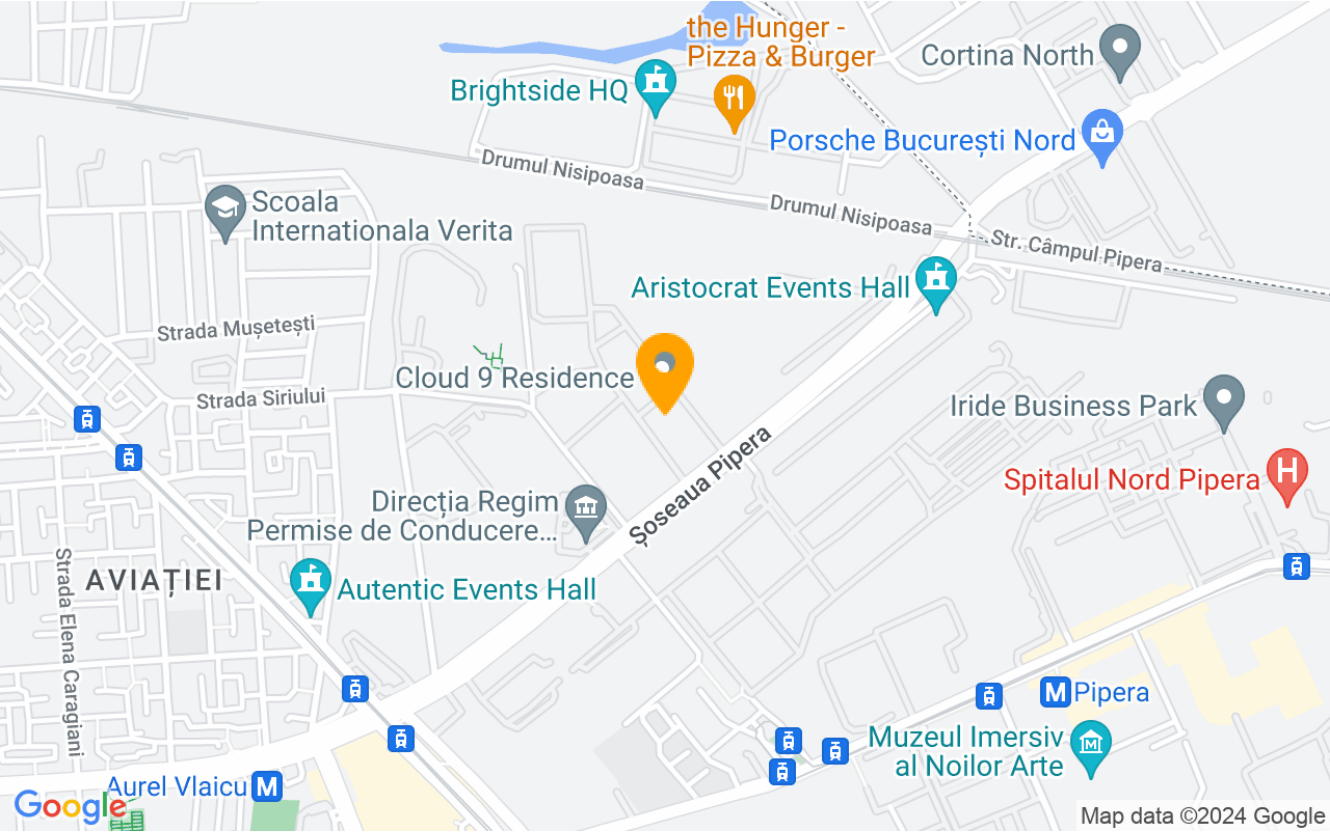 the Hunger -
Pizza & Burger
Cortina North
Brightside HQ
Porsche București Nord
Drumul Nisipoasa
Scoala
Internationala Verita
Drumul Nisipoasa
Str. Câmpul Pipera
Aristocrat Events Hall
Strada Mușetești
Cloud 9 Residence
Strada Siriului
Iride Business Park
Șoseaua Pipera
Spitalul Nord Pipera
H
Direcția Regim
Permise de Conducere...
Strada Elena Caragiani
AVIAȚIEI
Autentic Events Hall
M Pipera
Muzeul Imersiv
al Noilor Arte
M
Aurel Vlaicu M
Google
Map data ©2024 Google